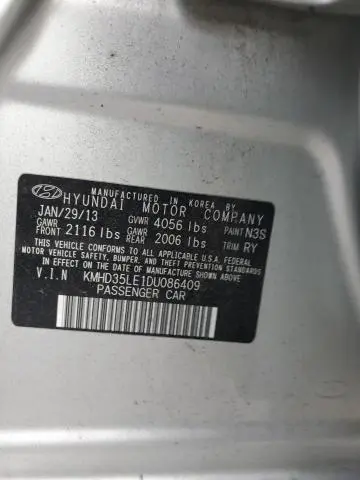 MANUFACTURED IN KOREA BY
HYUNDAI MOTOR COMPANY
JAN/29/13 GVWR 4056 lbs PAINT N3S
GAWR FRONT 2116 lbs GAWR REAR 2006 lbs TRIM RY
THIS VEHICLE CONFORMS TO ALL APPLICABLE U.S. FEDERAL
MOTOR VEHICLE SAFETY, BUMPER, AND THEFT PREVENTION STANDARDS
IN EFFECT ON THE DATE OF MANUFACTURE SHOWN ABOVE
V.I.N KMHD35LE1DU086409
PASSENGER CAR